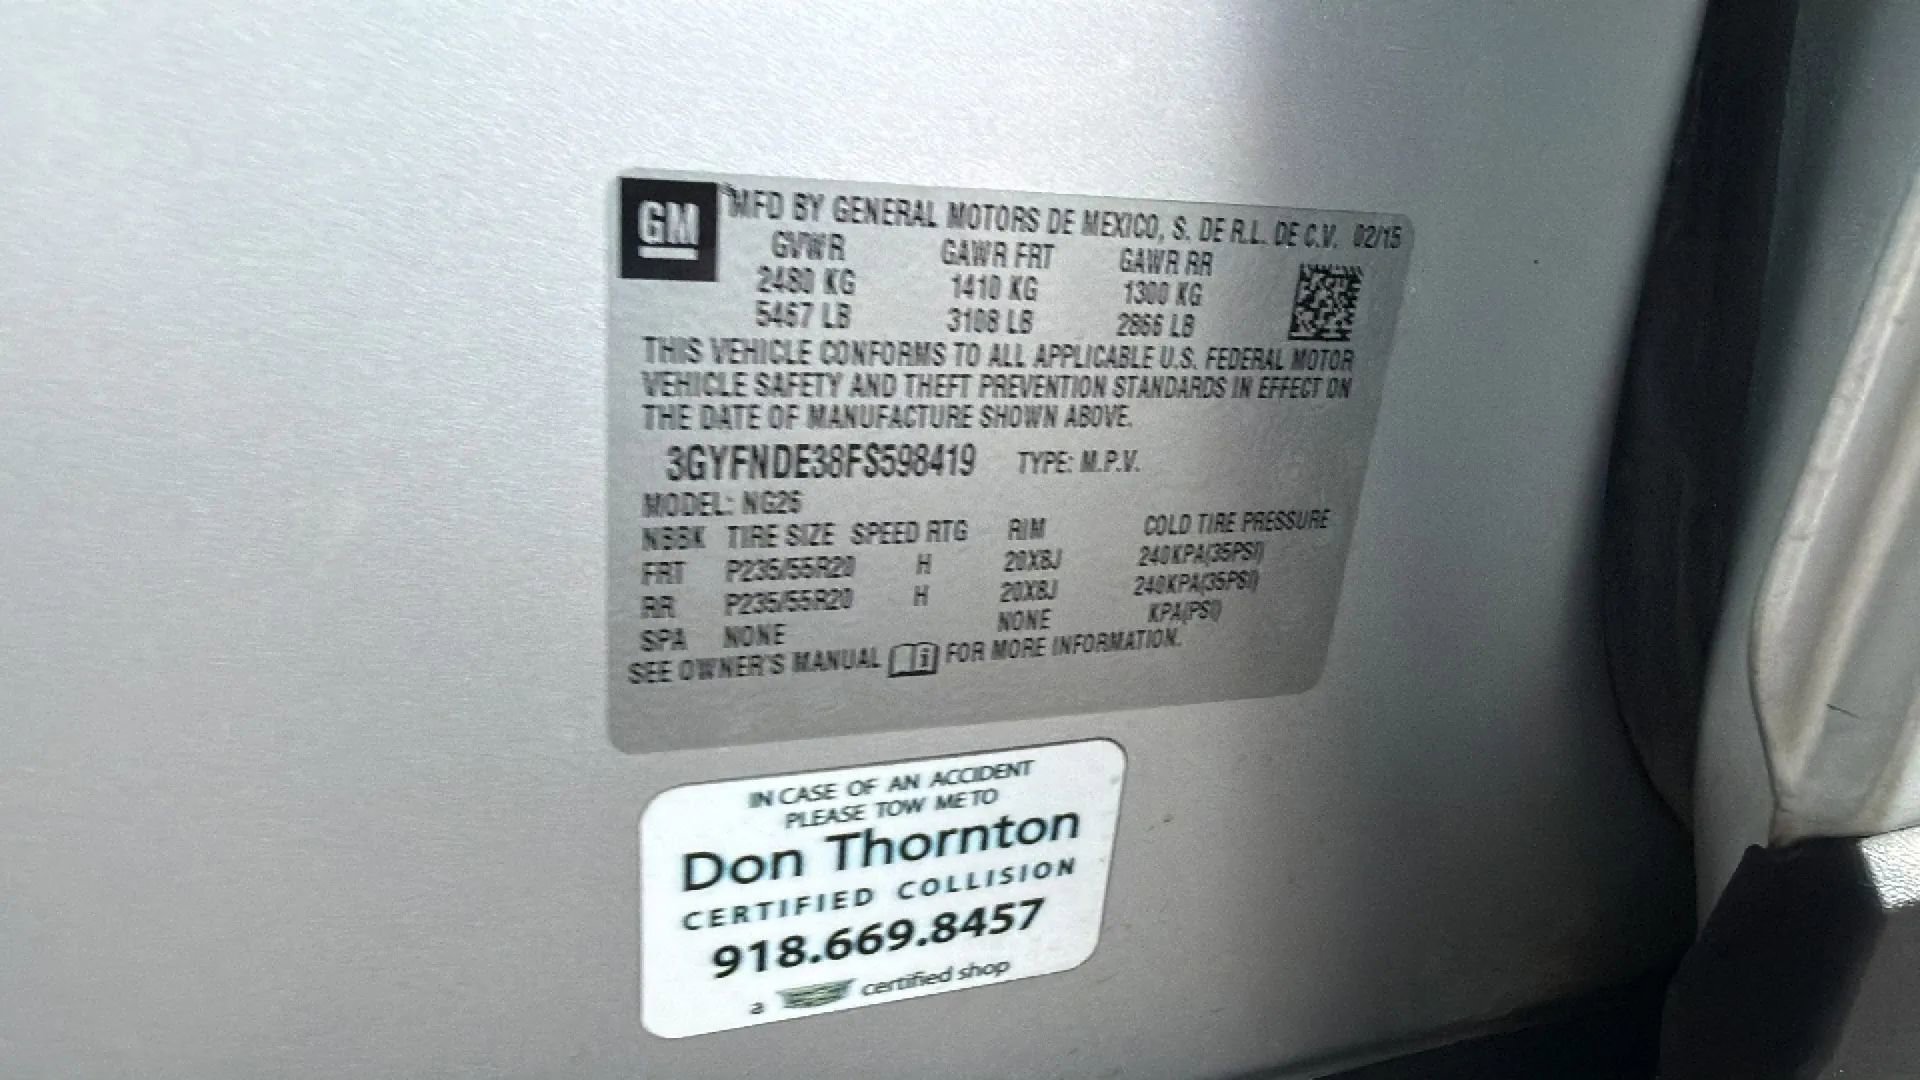 GM
MFD BY GENERAL MOTORS DE MEXICO, S. DE R.L. DE C.V. 02/15
GVWR GAWR FRT GAWR RR
2480 KG 1410 KG 1300 KG
5467 LB 3108 LB 2866 LB
THIS VEHICLE CONFORMS TO ALL APPLICABLE U.S. FEDERAL MOTOR
VEHICLE SAFETY AND THEFT PREVENTION STANDARDS IN EFFECT ON
THE DATE OF MANUFACTURE SHOWN ABOVE.
3GYFNDE38FS598419 TYPE: M.P.V.
MODEL: NG26
NBBK TIRE SIZE SPEED RTG RIM COLD TIRE PRESSURE
FRT P235/55R20 H 20X8J 240KPA(35PSI)
RR P235/55R20 H 20X8J 240KPA(35PSI)
SPA NONE NONE KPA(PSI)
SEE OWNER'S MANUAL FOR MORE INFORMATION.
IN CASE OF AN ACCIDENT
PLEASE TOW ME TO
Don Thornton
CERTIFIED COLLISION
918.669.8457
a certified shop